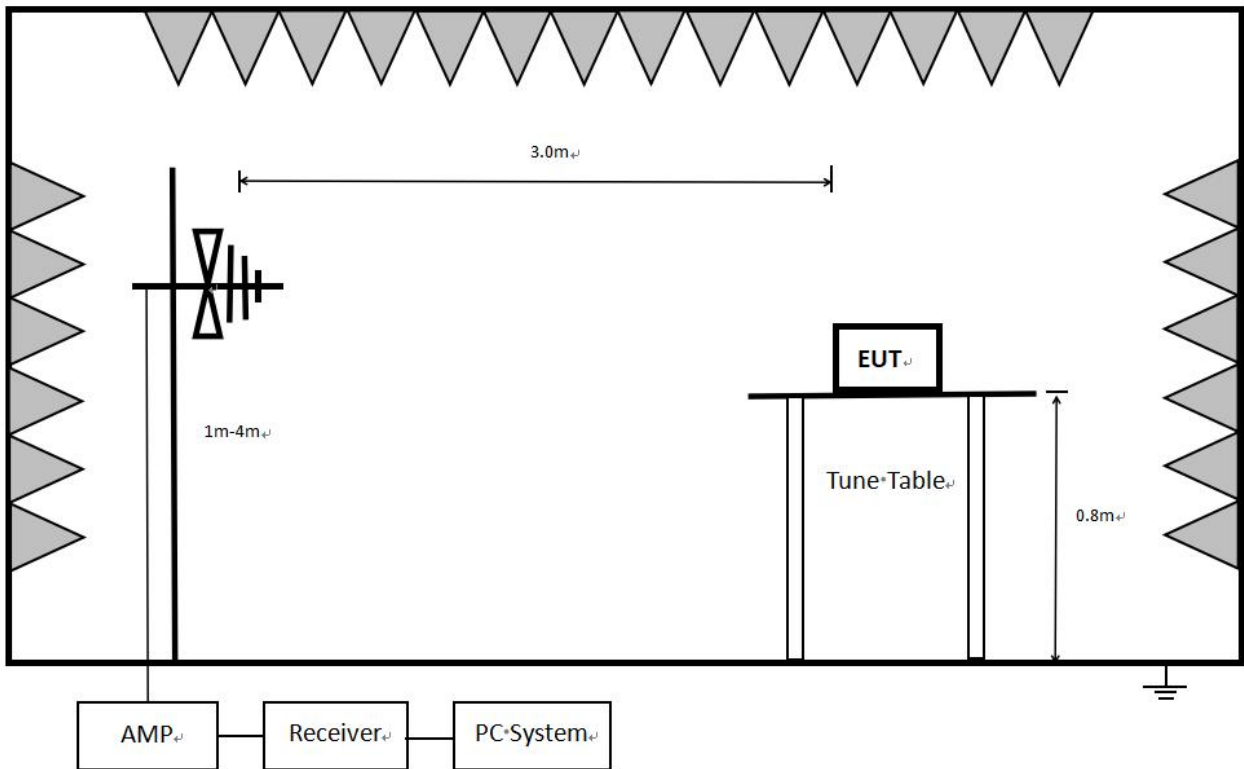 3.0m↵
EUT↵
1m-4m↵
Tune·Table↵
0.8m↵
AMP↵
Receiver↵
PC·System↵